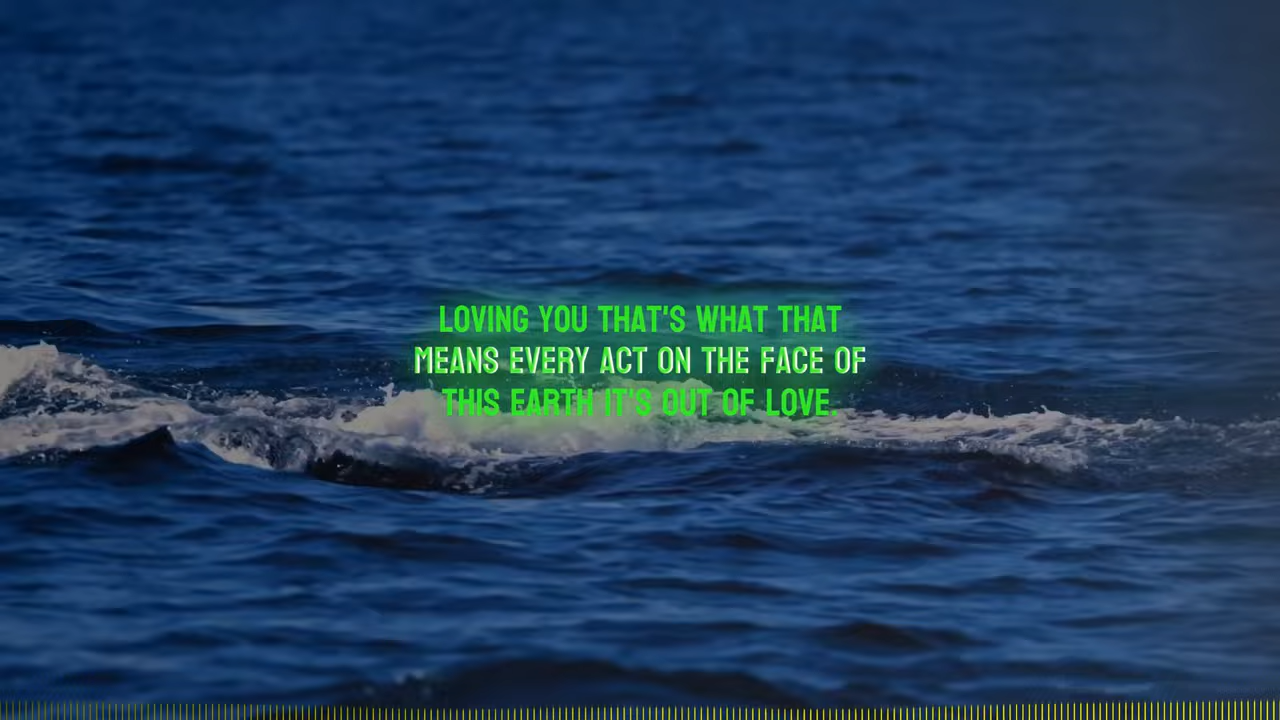 LOVING YOU THAT'S WHAT THAT
MEANS EVERY ACT ON THE FACE OF
THIS EARTH IT'S OUT OF LOVE.